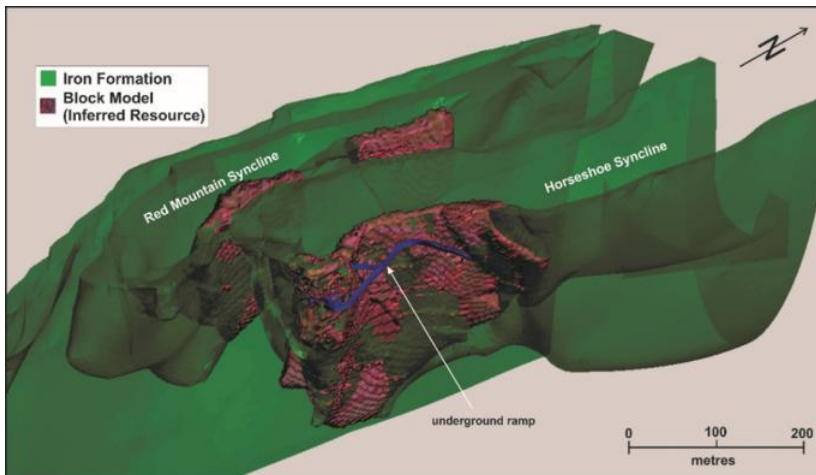 N
Iron Formation
Block Model
(Inferred Resource)
Red Mountain Syncline
Horseshoe Syncline
underground ramp
0 100 200
metres